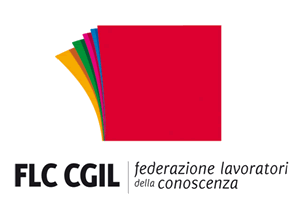 FLC CGIL
federazione lavoratori
della conoscenza